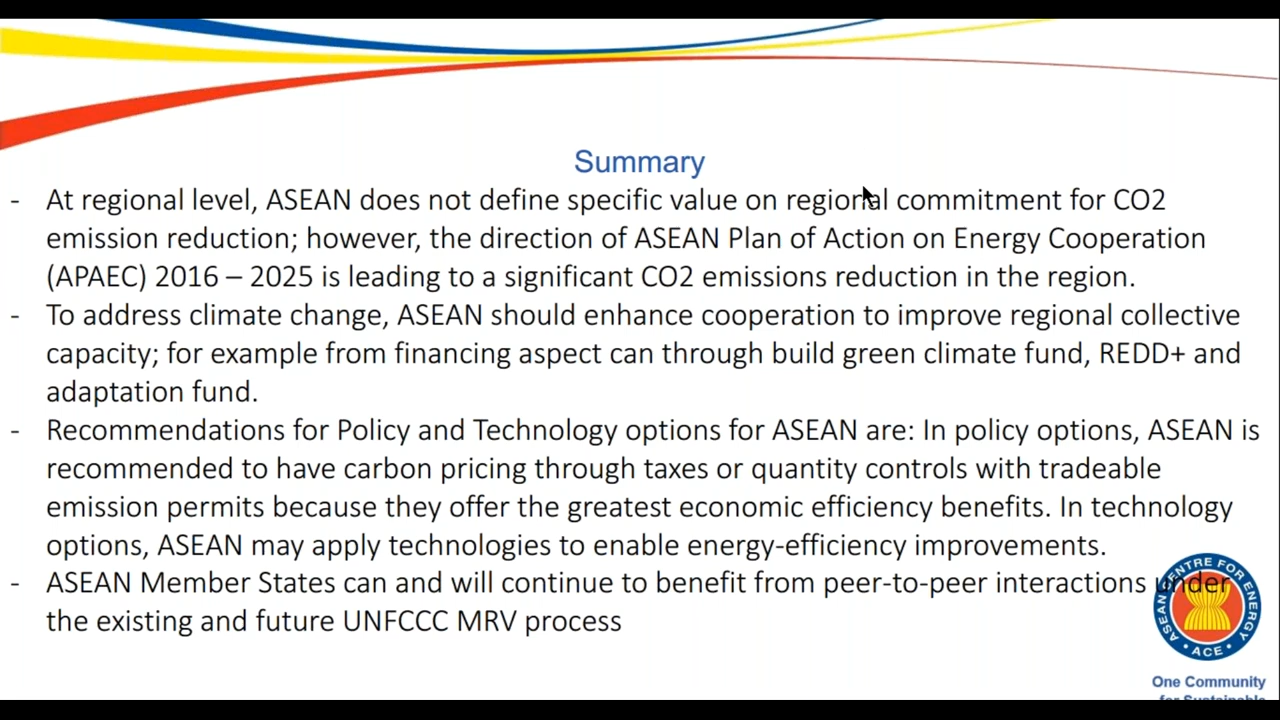 Summary
- At regional level, ASEAN does not define specific value on regional commitment for CO2
emission reduction; however, the direction of ASEAN Plan of Action on Energy Cooperation
(APAEC) 2016 – 2025 is leading to a significant CO2 emissions reduction in the region.
- To address climate change, ASEAN should enhance cooperation to improve regional collective
capacity; for example from financing aspect can through build green climate fund, REDD+ and
adaptation fund.
- Recommendations for Policy and Technology options for ASEAN are: In policy options, ASEAN is
recommended to have carbon pricing through taxes or quantity controls with tradeable
emission permits because they offer the greatest economic efficiency benefits. In technology
options, ASEAN may apply technologies to enable energy-efficiency improvements.
- ASEAN Member States can and will continue to benefit from peer-to-peer interactions under
the existing and future UNFCCC MRV process
ASEAN CENTRE FOR ENERGY
• ACE •
One Community
for Sustainable